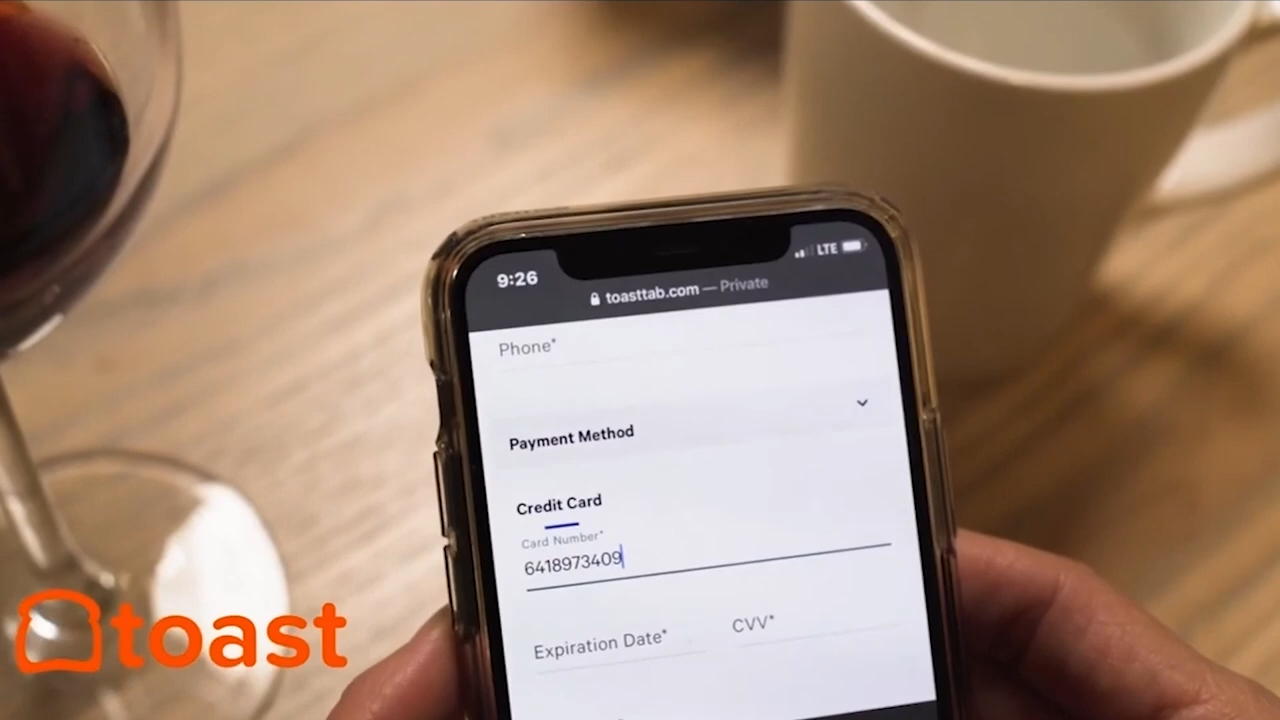 9:26
LTE
toasttab.com — Private
Phone*
Payment Method
Credit Card
Card Number*
6418973409
Expiration Date*
CVV*
toast